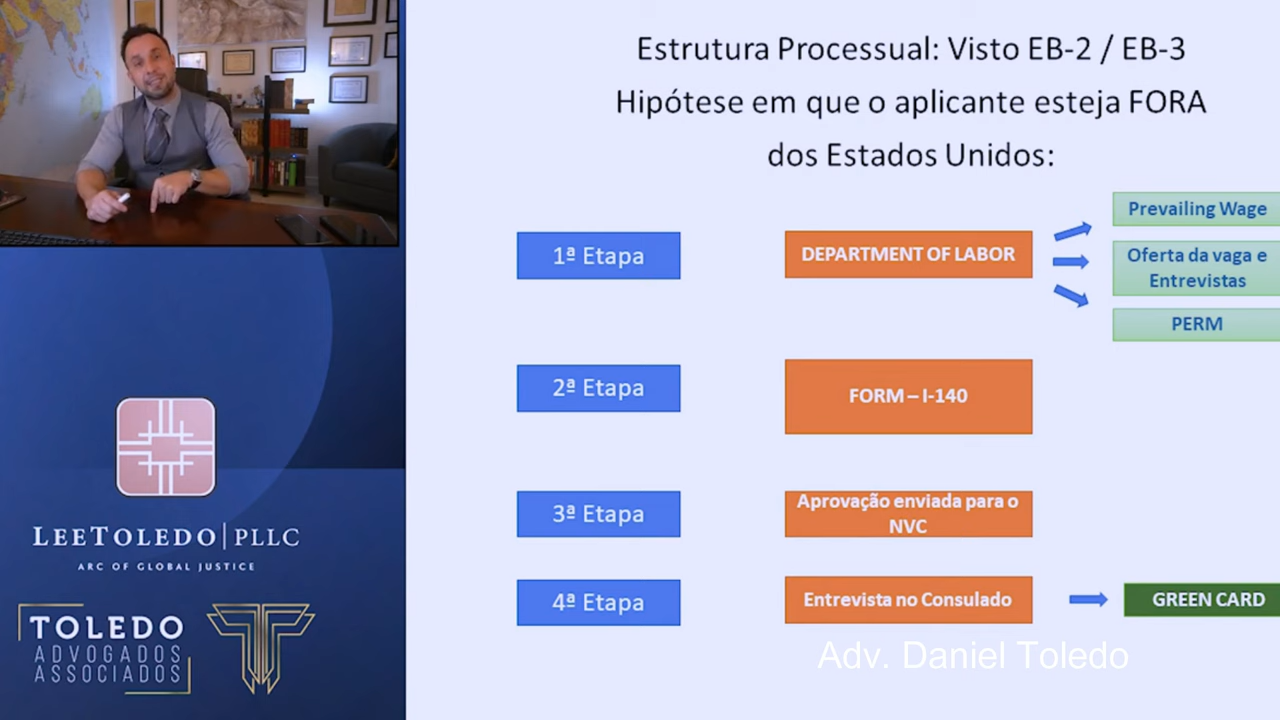 Estrutura Processual: Visto EB-2 / EB-3
Hipótese em que o aplicante esteja FORA
dos Estados Unidos:
1ª Etapa
DEPARTMENT OF LABOR
Prevailing Wage
Oferta da vaga e
Entrevistas
PERM
2ª Etapa
FORM – I-140
3ª Etapa
Aprovação enviada para o
NVC
4ª Etapa
Entrevista no Consulado
GREEN CARD
Adv. Daniel Toledo
LEETOLEDO|PLLC
ARC OF GLOBAL JUSTICE
TOLEDO
ADVOGADOS
ASSOCIADOS